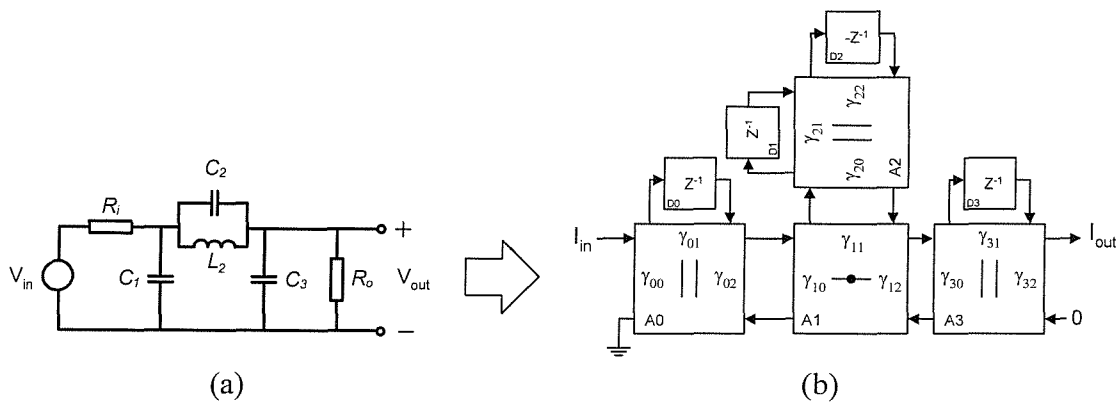 C₂
Rᵢ
L₂
Vᵢₙ
C₁
C₃
Rₒ
+
Vₒᵤₜ
−
(a)
-Z⁻¹
D2
Z⁻¹
D1
γ₂₁
γ₂₂
γ₂₀
A2
Z⁻¹
D0
Z⁻¹
D3
Iᵢₙ
γ₀₁
γ₀₀
γ₀₂
A0
γ₁₁
γ₁₀
γ₁₂
A1
γ₃₁
γ₃₀
γ₃₂
A3
Iₒᵤₜ
0
(b)